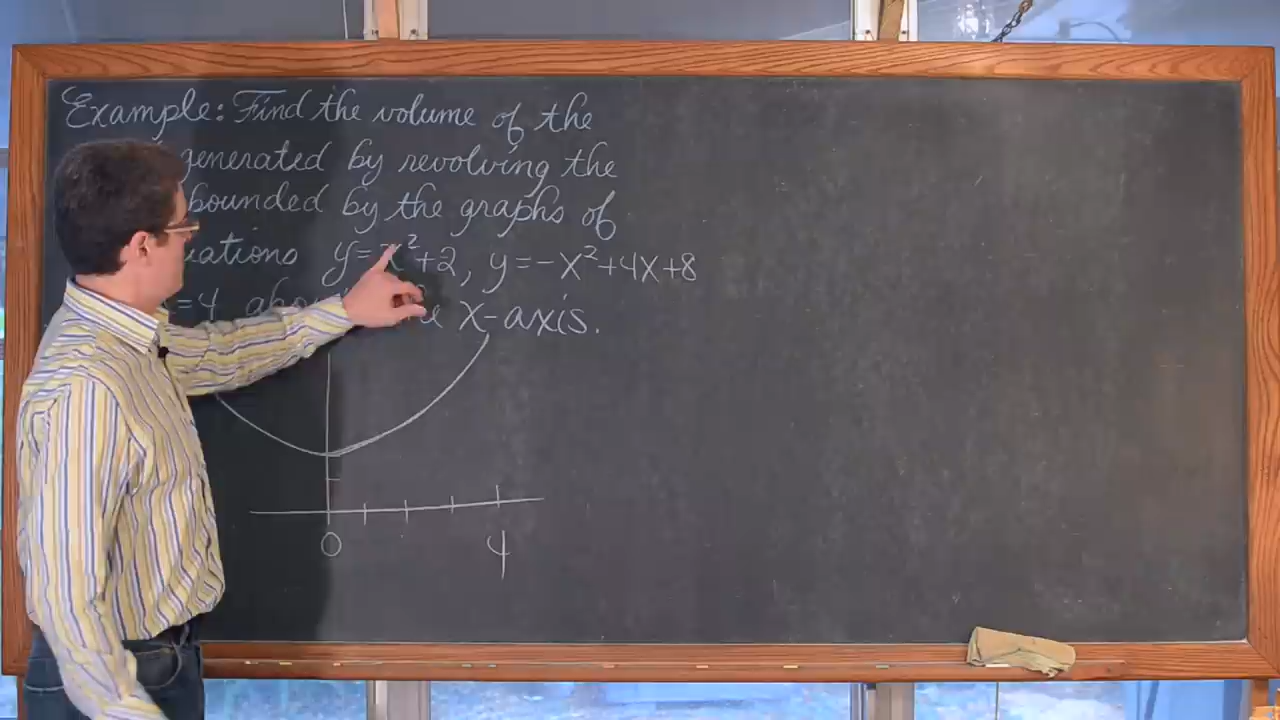 Example: Find the volume of the
generated by revolving the
bounded by the graphs of
y=x²+2, y=-x²+4x+8
=4 x-axis.
0 4